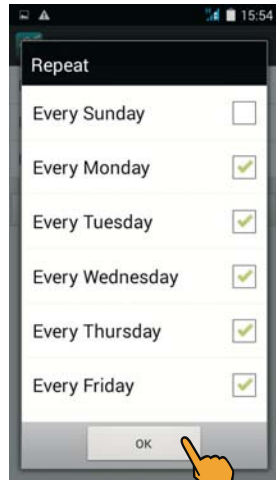 15:54
Repeat
Every Sunday
Every Monday
Every Tuesday
Every Wednesday
Every Thursday
Every Friday
OK